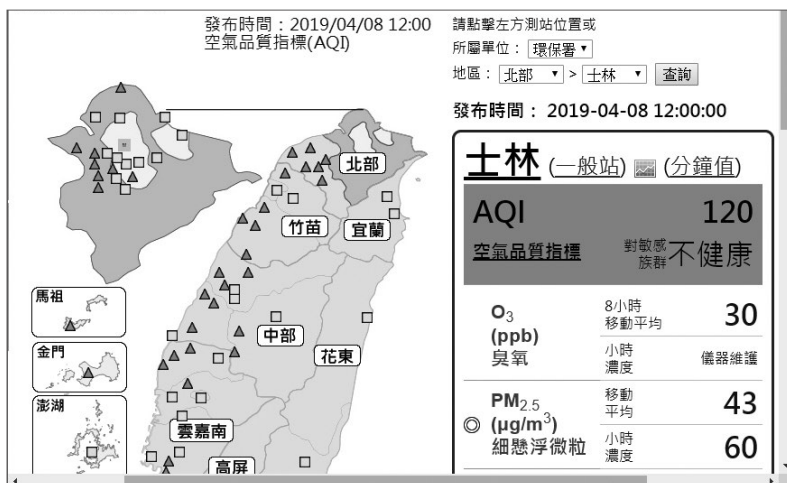 發布時間：2019/04/08 12:00
空氣品質指標(AQI)
北部
竹苗
宜蘭
中部
花東
雲嘉南
高屏
馬祖
金門
澎湖
請點擊左方測站位置或
所屬單位：環保署▼
地區：北部 ▼ > 士林 ▼ 查詢
發布時間： 2019-04-08 12:00:00
士林 (一般站) (分鐘值)
AQI 120
空氣品質指標 對敏感族群不健康
O3 (ppb) 臭氧
8小時移動平均 30
小時濃度 儀器維護
◎ PM2.5 (μg/m³) 細懸浮微粒
移動平均 43
小時濃度 60